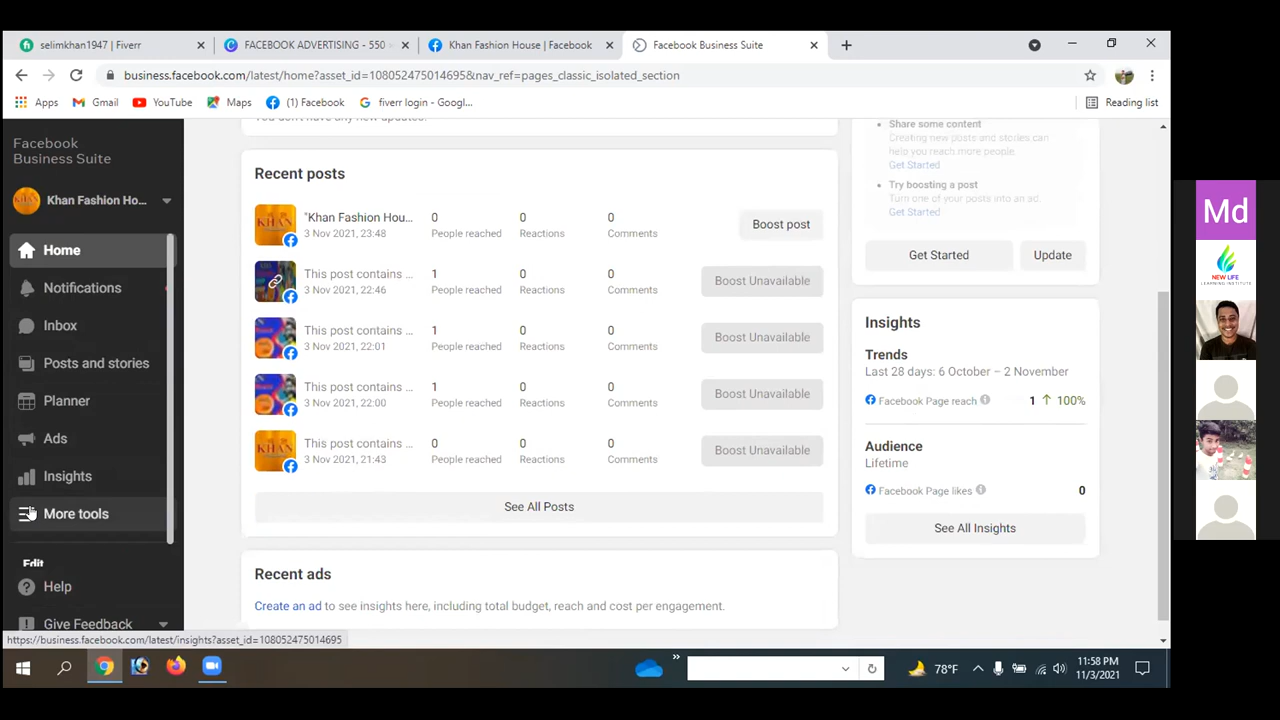 selimkhan1947 | Fiverr
FACEBOOK ADVERTISING - 550
Khan Fashion House | Facebook
Facebook Business Suite
business.facebook.com/latest/home?asset_id=108052475014695&nav_ref=pages_classic_isolated_section
Apps
Gmail
YouTube
Maps
(1) Facebook
fiverr login - Googl...
Reading list
Facebook
Business Suite
Khan Fashion Ho...
Home
Notifications
Inbox
Posts and stories
Planner
Ads
Insights
More tools
Edit
Help
Give Feedback
https://business.facebook.com/latest/insights?asset_id=108052475014695
You don't have any new updates.
Recent posts
"Khan Fashion Hou... 0 0 0 Boost post
3 Nov 2021, 23:48 People reached Reactions Comments
This post contains ... 1 0 0 Boost Unavailable
3 Nov 2021, 22:46 People reached Reactions Comments
This post contains ... 1 0 0 Boost Unavailable
3 Nov 2021, 22:01 People reached Reactions Comments
This post contains ... 1 0 0 Boost Unavailable
3 Nov 2021, 22:00 People reached Reactions Comments
This post contains ... 0 0 0 Boost Unavailable
3 Nov 2021, 21:43 People reached Reactions Comments
See All Posts
Recent ads
Create an ad to see insights here, including total budget, reach and cost per engagement.
Share some content
Creating new posts and stories can
help you reach more people.
Get Started
Try boosting a post
Turn one of your posts into an ad.
Get Started
Get Started
Update
Insights
Trends
Last 28 days: 6 October – 2 November
Facebook Page reach 1 ↑ 100%
Audience
Lifetime
Facebook Page likes 0
See All Insights
Md
NEW LIFE
LEARNING INSTITUTE
78°F
11:58 PM
11/3/2021